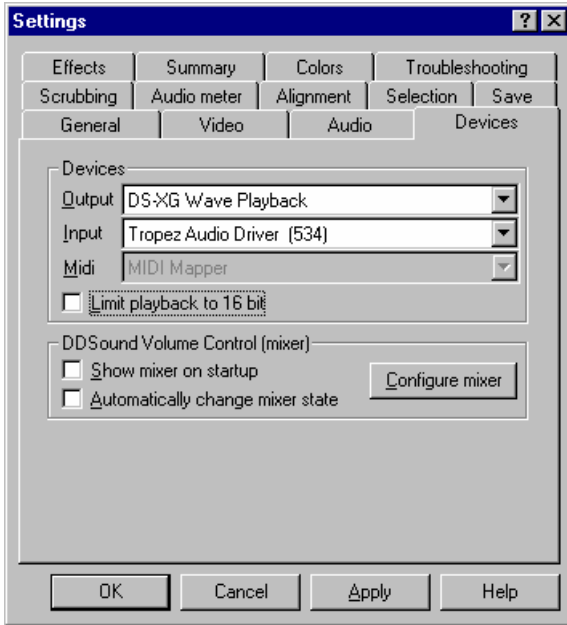 Settings
Effects Summary Colors Troubleshooting
Scrubbing Audio meter Alignment Selection Save
General Video Audio Devices
Devices
Output DS-XG Wave Playback
Input Tropez Audio Driver (534)
Midi MIDI Mapper
Limit playback to 16 bit
DDSound Volume Control (mixer)
Show mixer on startup
Configure mixer
Automatically change mixer state
OK Cancel Apply Help